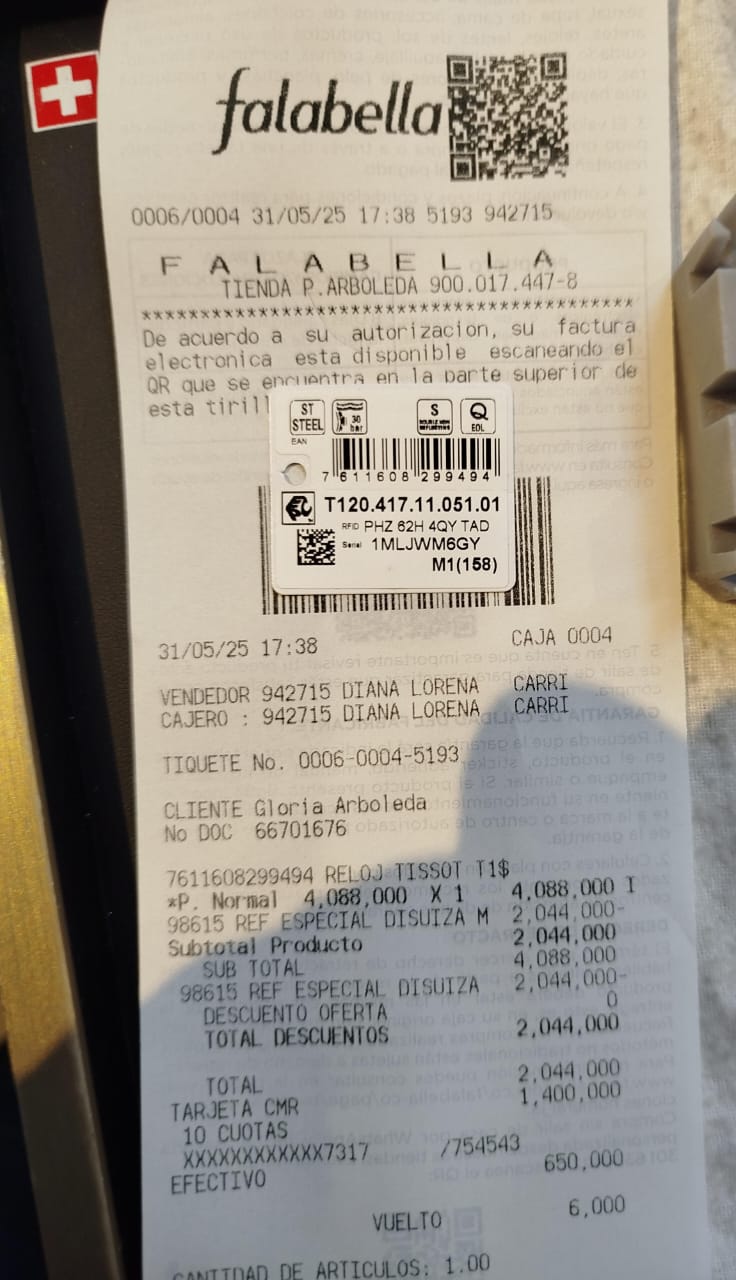 falabella
0006/0004 31/05/25 17:38 5193 942715
F A L A B E L L A
TIENDA P.ARBOLEDA 900.017.447-8
****************************************
De acuerdo a su autorizacion, su factura
electronica esta disponible escaneando el
QR que se encuentra en la parte superior de
esta tirill
ST STEEL
30 bar
S
Q EOL
EAN
7 611608 299494
T120.417.11.051.01
RFID PHZ 62H 4QY TAD
Serial 1MLJWM6GY
M1(158)
31/05/25 17:38 CAJA 0004
VENDEDOR 942715 DIANA LORENA CARRI
CAJERO : 942715 DIANA LORENA CARRI
TIQUETE No. 0006-0004-5193
CLIENTE Gloria Arboleda
No DOC 66701676
7611608299494 RELOJ TISSOT T1$
*P. Normal 4,088,000 X 1 4,088,000 I
98615 REF ESPECIAL DISUIZA M 2,044,000-
Subtotal Producto 2,044,000
SUB TOTAL 4,088,000
98615 REF ESPECIAL DISUIZA 2,044,000-
DESCUENTO OFERTA 0
TOTAL DESCUENTOS 2,044,000
TOTAL 2,044,000
TARJETA CMR 1,400,000
10 CUOTAS
XXXXXXXXXXXX7317 /754543
EFECTIVO 650,000
VUELTO 6,000
CANTIDAD DE ARTICULOS: 1.00